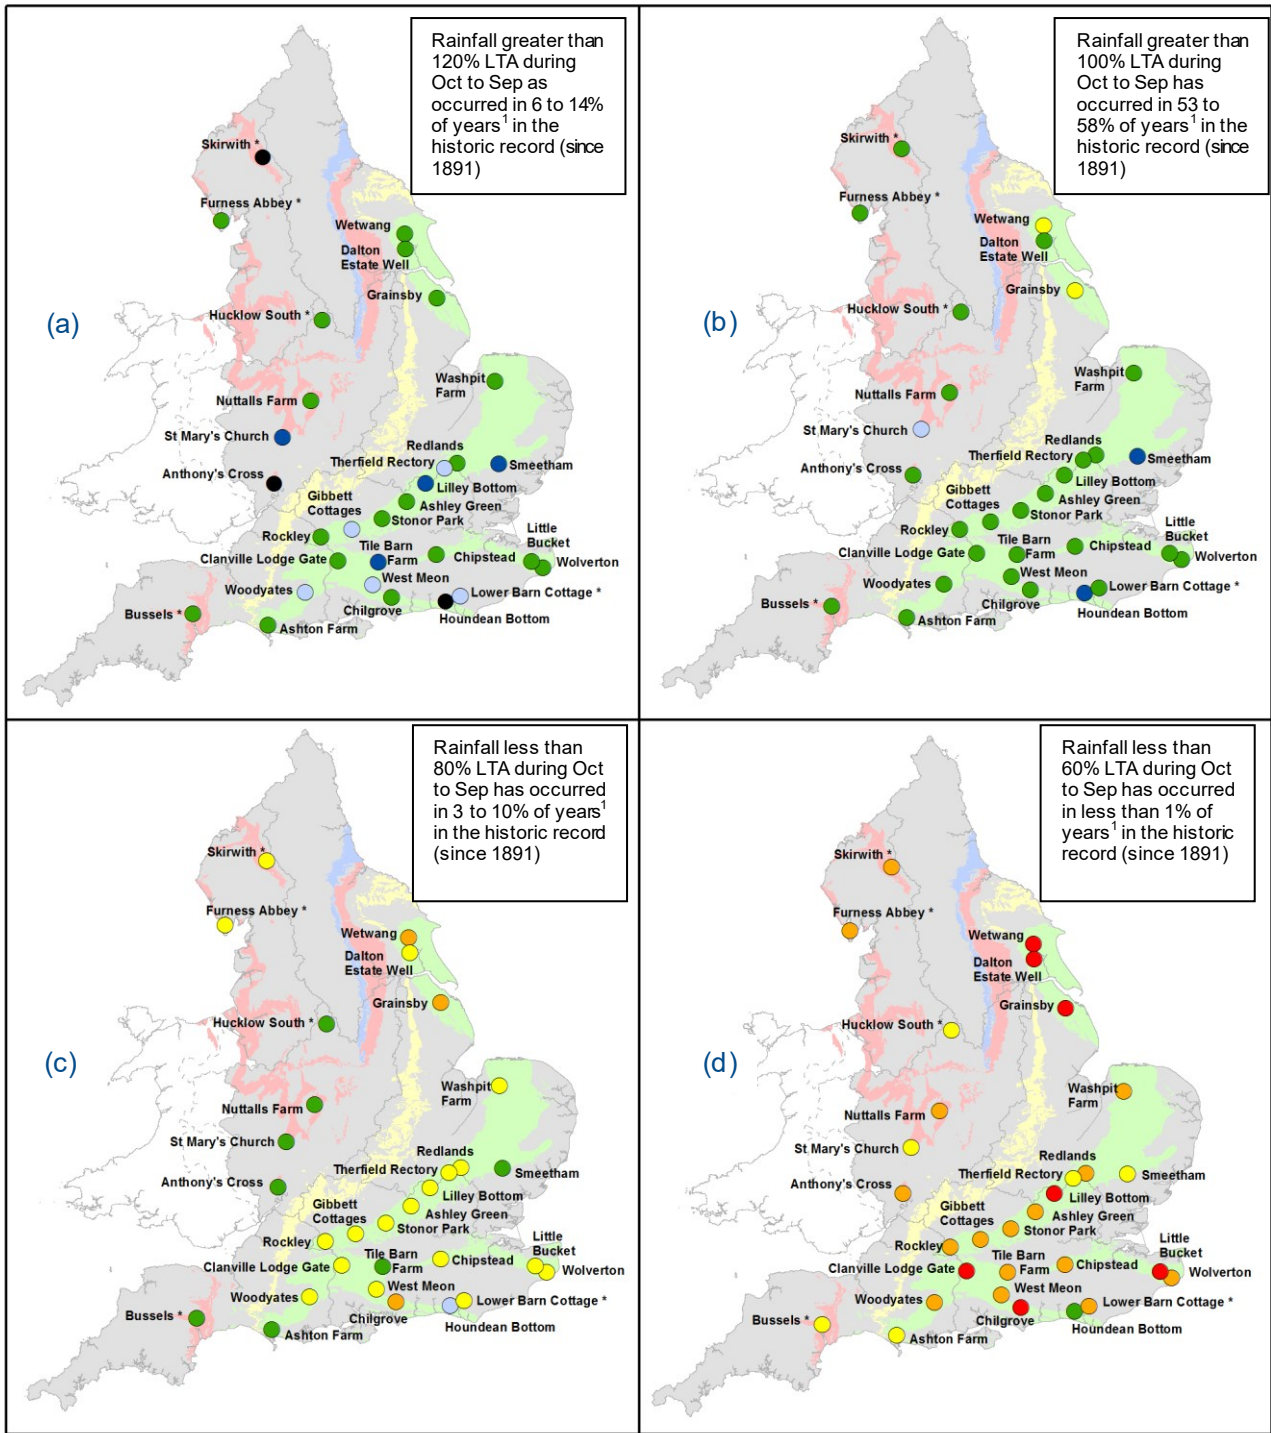 Rainfall greater than
120% LTA during
Oct to Sep as
occurred in 6 to 14%
of years¹ in the
historic record (since
1891)
Skirwith *
Furness Abbey *
Wetwang
Dalton
Estate Well
Grainsby
(a)
Hucklow South *
Washpit
Farm
Nuttalls Farm
St Mary's Church
Redlands
Therfield Rectory
Smeetham
Anthony's Cross
Lilley Bottom
Gibbett
Cottages
Ashley Green
Stonor Park
Rockley
Little
Bucket
Tile Barn
Farm
Clanville Lodge Gate
Chipstead
Wolverton
West Meon
Woodyates
Lower Barn Cottage *
Chilgrove
Bussels *
Houndean Bottom
Ashton Farm
Rainfall greater than
100% LTA during
Oct to Sep has
occurred in 53 to
58% of years¹ in the
historic record (since
1891)
Skirwith *
Furness Abbey *
Wetwang
Dalton
Estate Well
Grainsby
(b)
Hucklow South *
Washpit
Farm
Nuttalls Farm
St Mary's Church
Redlands
Therfield Rectory
Smeetham
Anthony's Cross
Lilley Bottom
Gibbett
Cottages
Ashley Green
Stonor Park
Rockley
Little
Bucket
Tile Barn
Farm
Clanville Lodge Gate
Chipstead
Wolverton
West Meon
Woodyates
Lower Barn Cottage *
Chilgrove
Bussels *
Houndean Bottom
Ashton Farm
Rainfall less than
80% LTA during Oct
to Sep has occurred
in 3 to 10% of years¹
in the historic record
(since 1891)
Skirwith *
Furness Abbey *
Wetwang
Dalton
Estate Well
Grainsby
Hucklow South *
(c)
Washpit
Farm
Nuttalls Farm
St Mary's Church
Redlands
Therfield Rectory
Smeetham
Anthony's Cross
Lilley Bottom
Gibbett
Cottages
Ashley Green
Stonor Park
Rockley
Little
Bucket
Tile Barn
Farm
Clanville Lodge Gate
Chipstead
Wolverton
West Meon
Woodyates
Lower Barn Cottage *
Chilgrove
Bussels *
Houndean Bottom
Ashton Farm
Rainfall less than
60% LTA during Oct
to Sep has occurred
in less than 1% of
years¹ in the historic
record (since 1891)
Skirwith *
Furness Abbey *
Wetwang
Dalton
Estate Well
Grainsby
Hucklow South *
(d)
Washpit
Farm
Nuttalls Farm
St Mary's Church
Redlands
Therfield Rectory
Smeetham
Anthony's Cross
Lilley Bottom
Gibbett
Cottages
Ashley Green
Stonor Park
Rockley
Little
Bucket
Tile Barn
Farm
Clanville Lodge Gate
Chipstead
Wolverton
West Meon
Woodyates
Lower Barn Cottage *
Chilgrove
Bussels *
Houndean Bottom
Ashton Farm